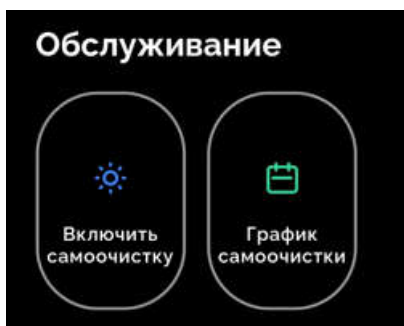 Обслуживание
Включить
самоочистку
График
самоочистки